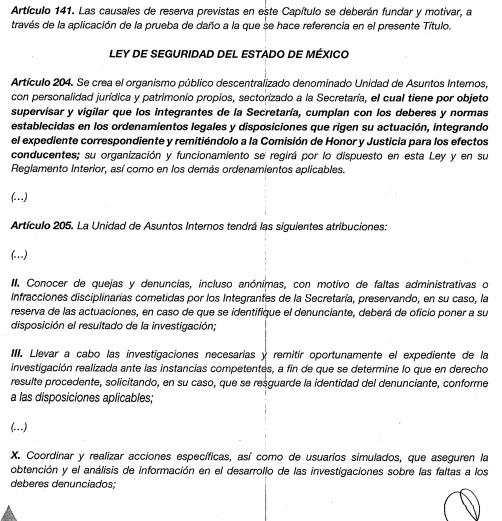 Artículo 141. Las causales de reserva previstas en este Capítulo se deberán fundar y motivar, a
través de la aplicación de la prueba de daño a la que se hace referencia en el presente Título.
LEY DE SEGURIDAD DEL ESTADO DE MÉXICO
Artículo 204. Se crea el organismo público descentralizado denominado Unidad de Asuntos Internos,
con personalidad jurídica y patrimonio propios, sectorizado a la Secretaría, el cual tiene por objeto
supervisar y vigilar que los integrantes de la Secretaría, cumplan con los deberes y normas
establecidas en los ordenamientos legales y disposiciones que rigen su actuación, integrando
el expediente correspondiente y remitiéndolo a la Comisión de Honor y Justicia para los efectos
conducentes; su organización y funcionamiento se regirá por lo dispuesto en esta Ley y en su
Reglamento Interior, así como en los demás ordenamientos aplicables.
(...)
Artículo 205. La Unidad de Asuntos Internos tendrá las siguientes atribuciones:
(...)
II. Conocer de quejas y denuncias, incluso anónimas, con motivo de faltas administrativas o
infracciones disciplinarias cometidas por los Integrantes de la Secretaría, preservando, en su caso, la
reserva de las actuaciones, en caso de que se identifique el denunciante, deberá de oficio poner a su
disposición el resultado de la investigación;
III. Llevar a cabo las investigaciones necesarias y remitir oportunamente el expediente de la
investigación realizada ante las instancias competentes, a fin de que se determine lo que en derecho
resulte procedente, solicitando, en su caso, que se resguarde la identidad del denunciante, conforme
a las disposiciones aplicables;
(...)
X. Coordinar y realizar acciones específicas, así como de usuarios simulados, que aseguren la
obtención y el análisis de información en el desarrollo de las investigaciones sobre las faltas a los
deberes denunciados;